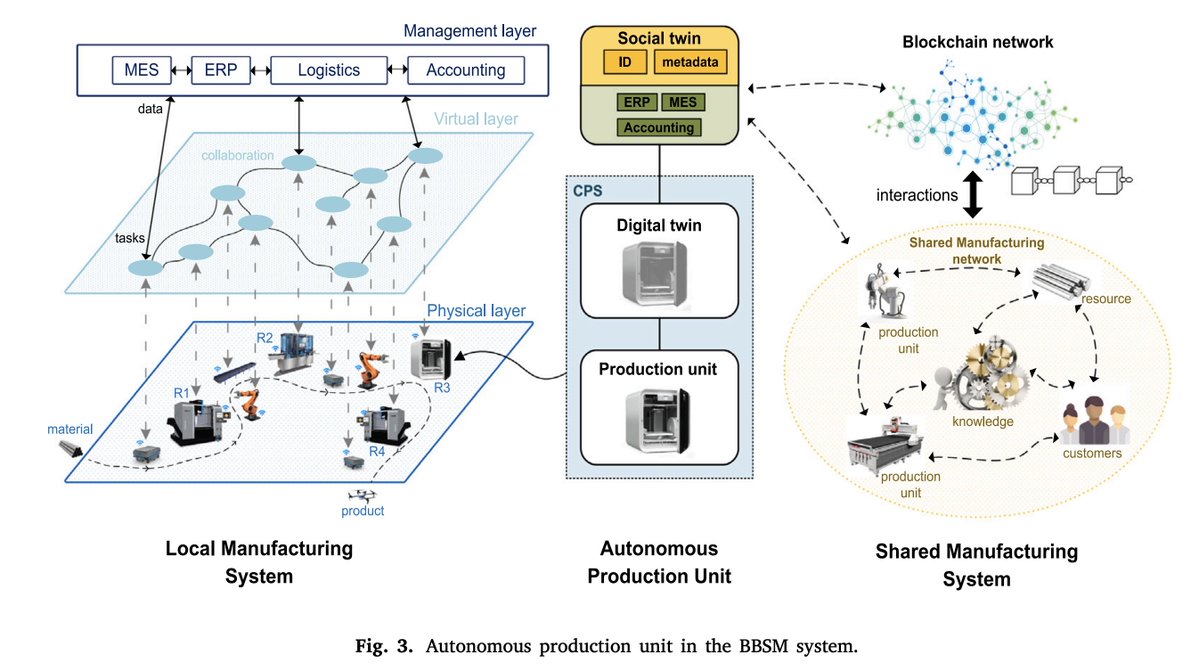 Management layer
MES
ERP
Logistics
Accounting
data
Virtual layer
collaboration
tasks
Physical layer
R2
R1
R3
R4
material
product
Local Manufacturing
System
Social twin
ID
metadata
ERP
MES
Accounting
CPS
Digital twin
Production unit
Autonomous
Production Unit
Blockchain network
interactions
Shared Manufacturing
network
resource
production
unit
knowledge
customers
production
unit
Shared Manufacturing
System
Fig. 3. Autonomous production unit in the BBSM system.